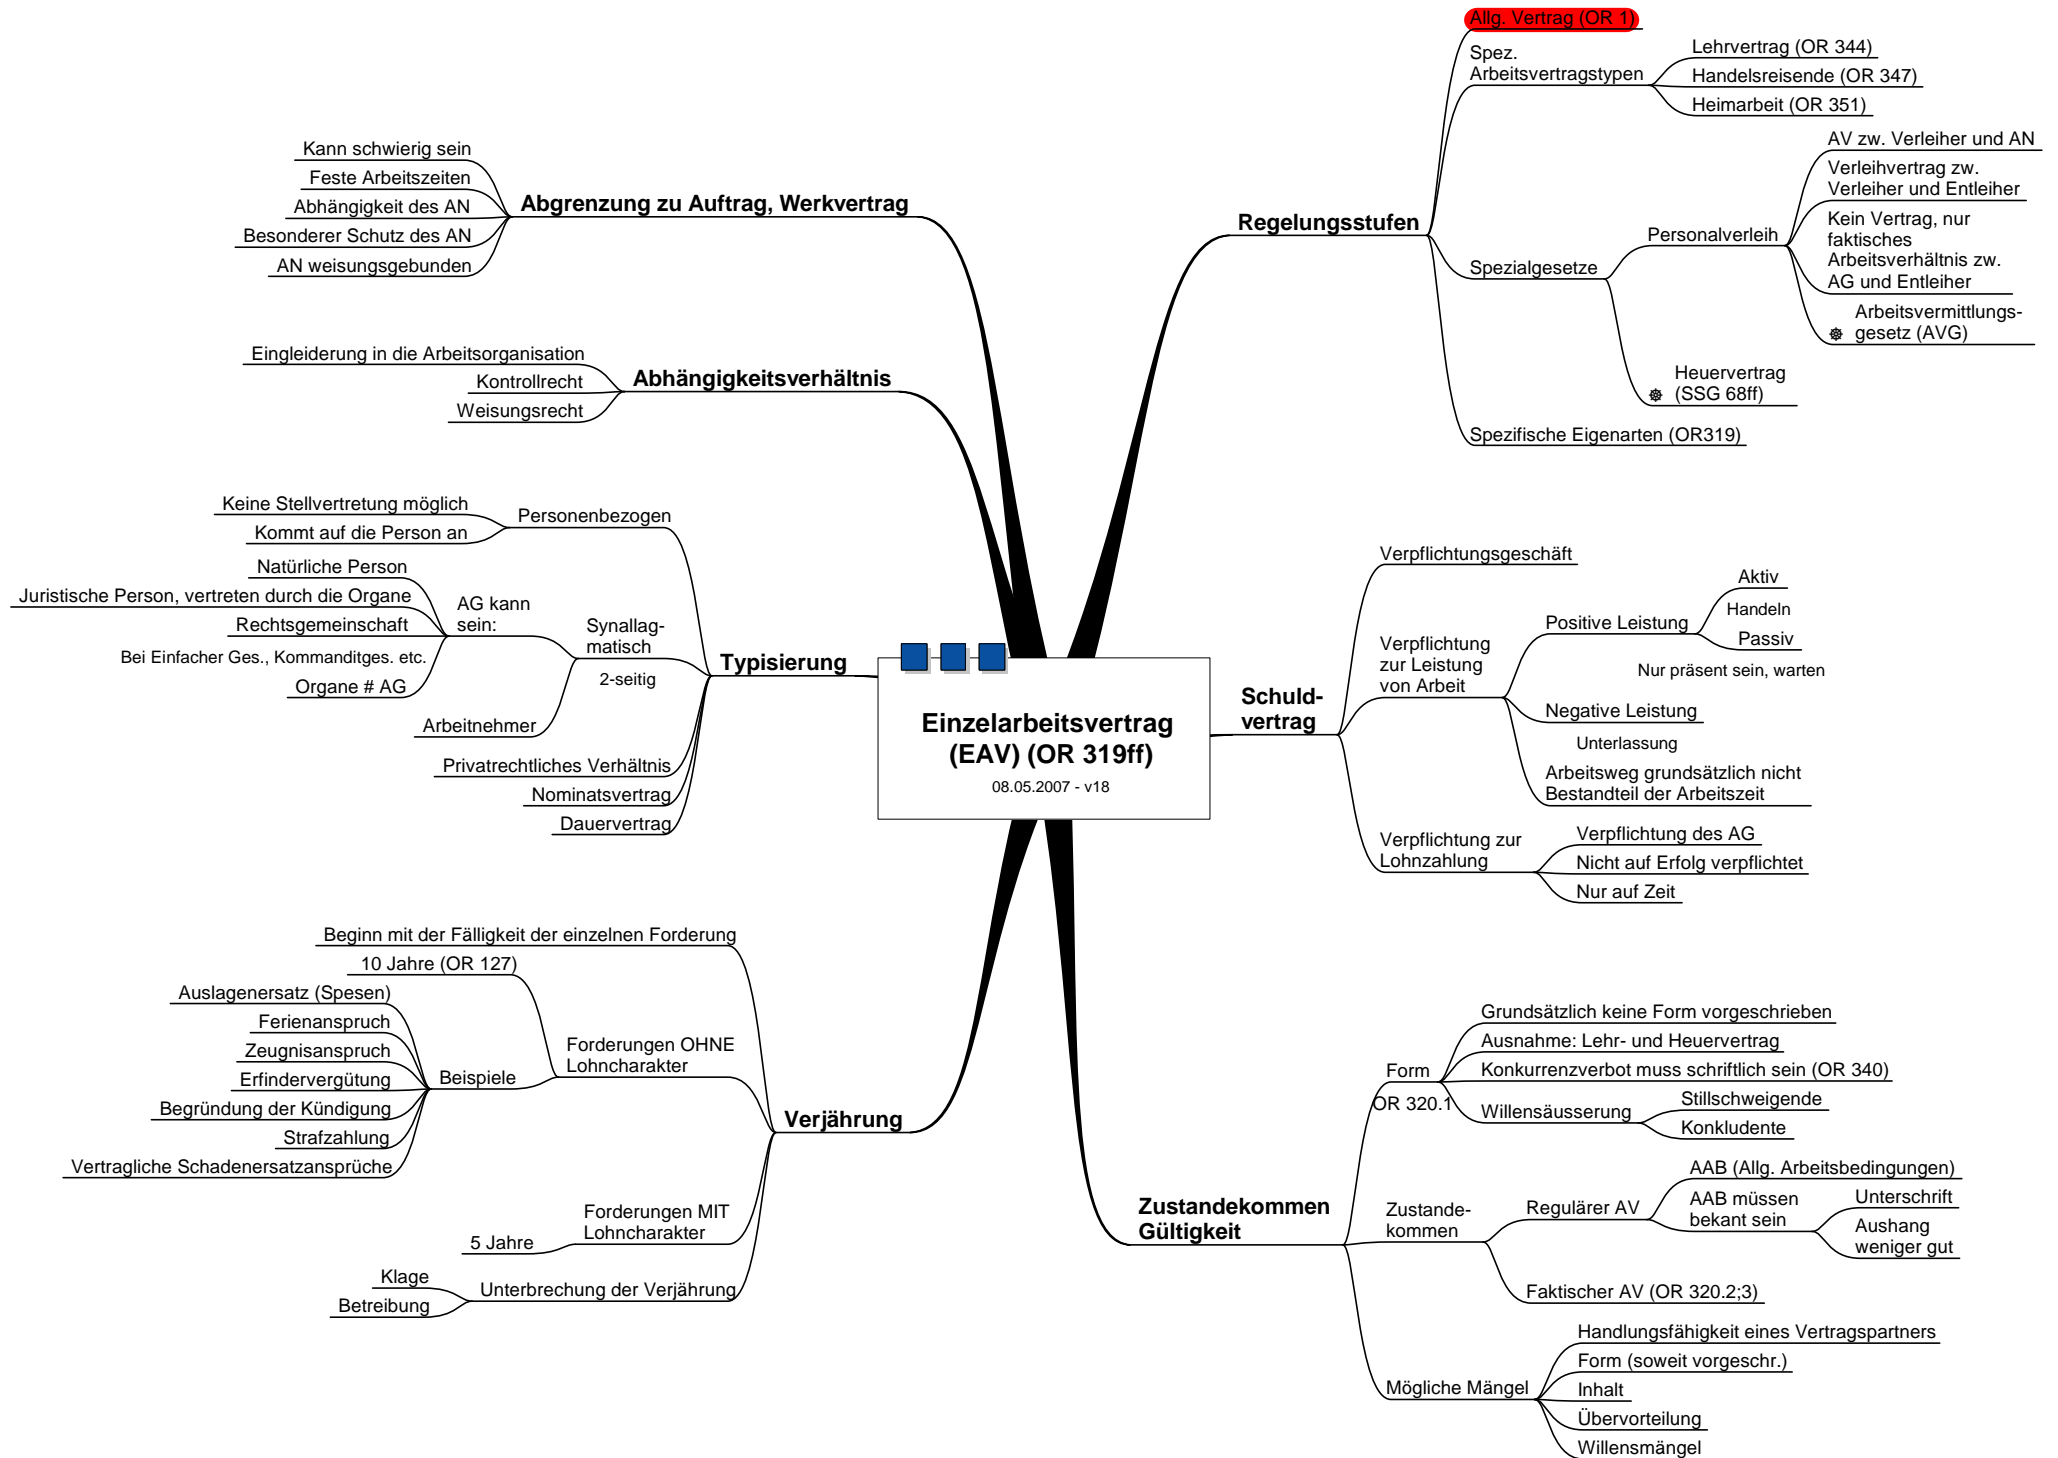 Einzelarbeitsvertrag
(EAV) (OR 319ff)
08.05.2007 - v18
Regelungsstufen
Allg. Vertrag (OR 1)
Spez.
Arbeitsvertragstypen
Lehrvertrag (OR 344)
Handelsreisende (OR 347)
Heimarbeit (OR 351)
Spezialgesetze
Personalverleih
AV zw. Verleiher und AN
Verleihvertrag zw.
Verleiher und Entleiher
Kein Vertrag, nur
faktisches
Arbeitsverhältnis zw.
AG und Entleiher
Arbeitsvermittlungs-
gesetz (AVG)
Heuervertrag
(SSG 68ff)
Spezifische Eigenarten (OR319)
Schuld-
vertrag
Verpflichtungsgeschäft
Verpflichtung
zur Leistung
von Arbeit
Positive Leistung
Aktiv
Handeln
Passiv
Nur präsent sein, warten
Negative Leistung
Unterlassung
Arbeitsweg grundsätzlich nicht
Bestandteil der Arbeitszeit
Verpflichtung zur
Lohnzahlung
Verpflichtung des AG
Nicht auf Erfolg verpflichtet
Nur auf Zeit
Zustandekommen
Gültigkeit
Form
OR 320.1
Grundsätzlich keine Form vorgeschrieben
Ausnahme: Lehr- und Heuervertrag
Konkurrenzverbot muss schriftlich sein (OR 340)
Willensäusserung
Stillschweigende
Konkludente
Zustande-
kommen
Regulärer AV
AAB (Allg. Arbeitsbedingungen)
AAB müssen
bekant sein
Unterschrift
Aushang
weniger gut
Faktischer AV (OR 320.2;3)
Mögliche Mängel
Handlungsfähigkeit eines Vertragspartners
Form (soweit vorgeschr.)
Inhalt
Übervorteilung
Willensmängel
Abgrenzung zu Auftrag, Werkvertrag
Kann schwierig sein
Feste Arbeitszeiten
Abhängigkeit des AN
Besonderer Schutz des AN
AN weisungsgebunden
Abhängigkeitsverhältnis
Eingleiderung in die Arbeitsorganisation
Kontrollrecht
Weisungsrecht
Typisierung
Personenbezogen
Keine Stellvertretung möglich
Kommt auf die Person an
Synallag-
matisch
2-seitig
AG kann
sein:
Natürliche Person
Juristische Person, vertreten durch die Organe
Rechtsgemeinschaft
Bei Einfacher Ges., Kommanditges. etc.
Organe # AG
Arbeitnehmer
Privatrechtliches Verhältnis
Nominatsvertrag
Dauervertrag
Verjährung
Beginn mit der Fälligkeit der einzelnen Forderung
Forderungen OHNE
Lohncharakter
10 Jahre (OR 127)
Beispiele
Auslagenersatz (Spesen)
Ferienanspruch
Zeugnisanspruch
Erfindervergütung
Begründung der Kündigung
Strafzahlung
Vertragliche Schadenersatzansprüche
Forderungen MIT
Lohncharakter
5 Jahre
Unterbrechung der Verjährung
Klage
Betreibung